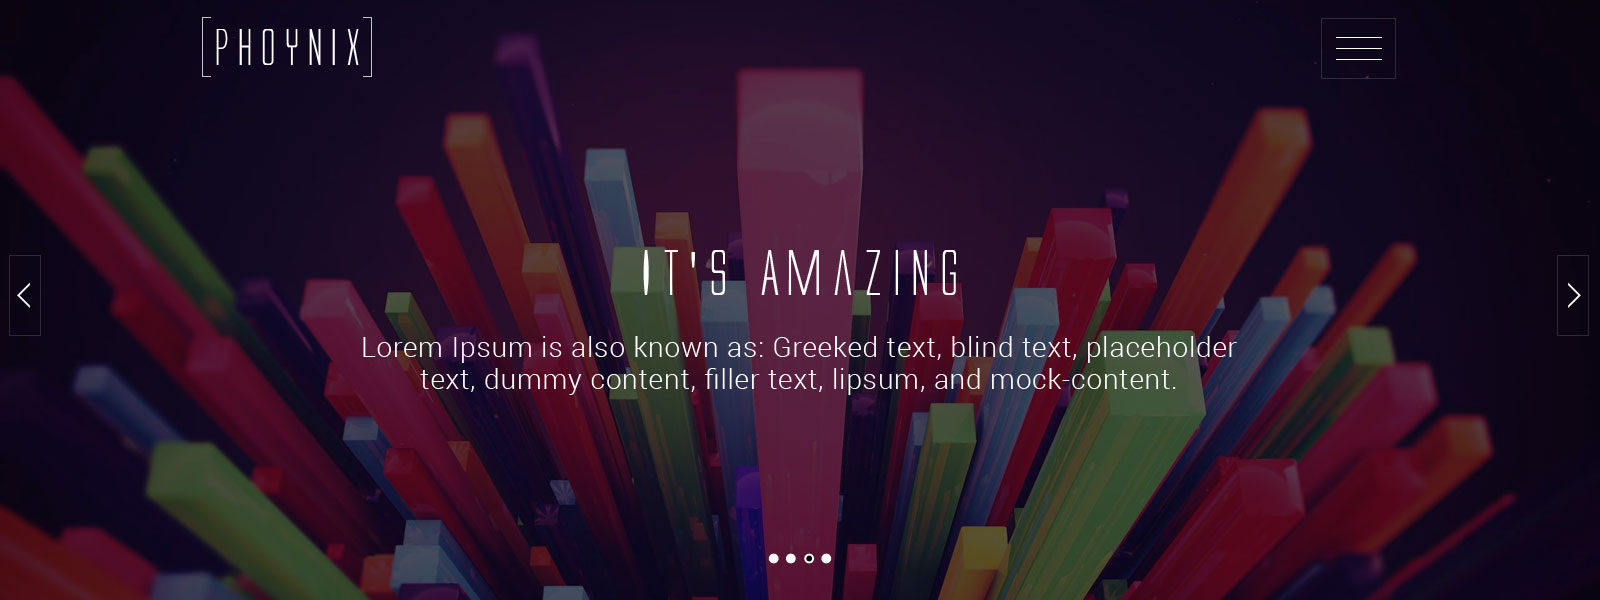 PHOYNIX
IT'S AMAZING
Lorem Ipsum is also known as: Greeked text, blind text, placeholder
text, dummy content, filler text, lipsum, and mock-content.